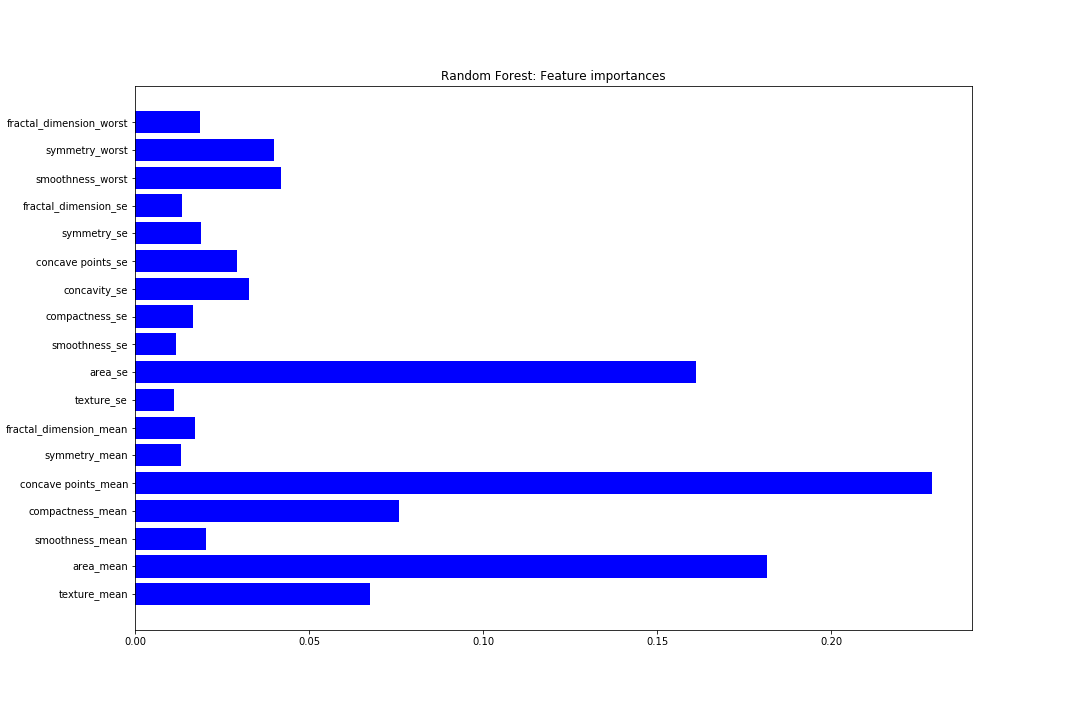 Random Forest: Feature importances
fractal_dimension_worst
symmetry_worst
smoothness_worst
fractal_dimension_se
symmetry_se
concave points_se
concavity_se
compactness_se
smoothness_se
area_se
texture_se
fractal_dimension_mean
symmetry_mean
concave points_mean
compactness_mean
smoothness_mean
area_mean
texture_mean
0.00 0.05 0.10 0.15 0.20